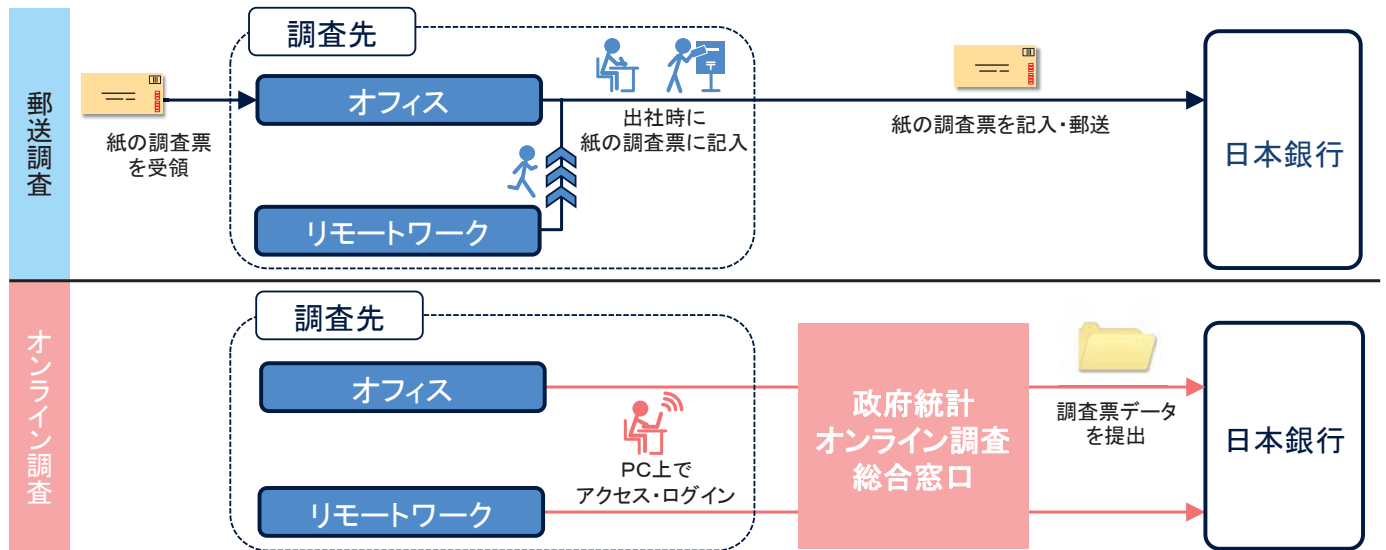 郵送調査
調査先
紙の調査票
を受領
オフィス
リモートワーク
〒
出社時に
紙の調査票に記入
紙の調査票を記入・郵送
日本銀行
オンライン調査
調査先
オフィス
リモートワーク
PC上で
アクセス・ログイン
政府統計
オンライン調査
総合窓口
調査票データ
を提出
日本銀行